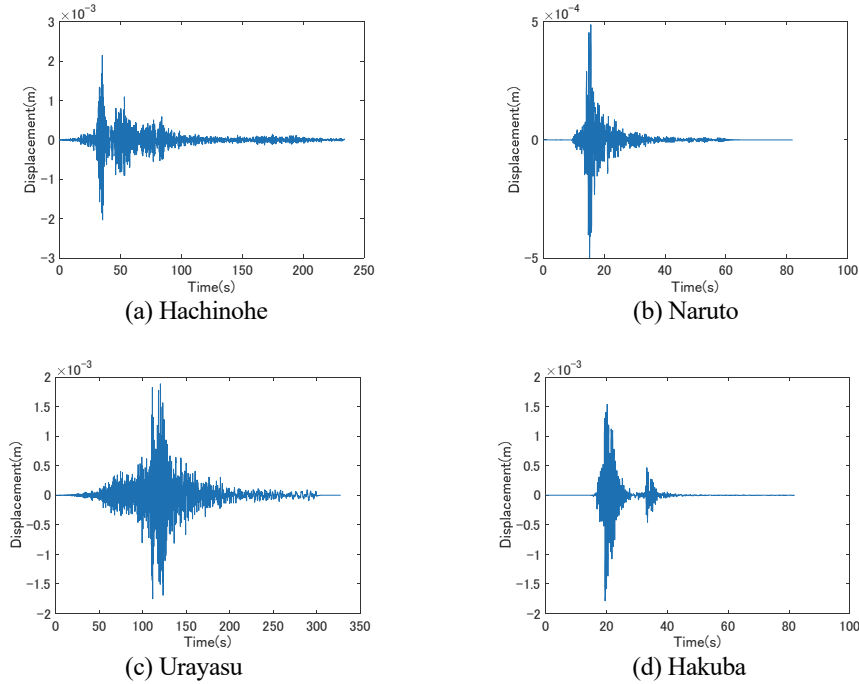 ×10⁻³
3
2
1
0
−1
−2
−3
Displacement(m)
0 50 100 150 200 250
Time(s)
(a) Hachinohe
×10⁻⁴
5
0
−5
Displacement(m)
0 20 40 60 80 100
Time(s)
(b) Naruto
×10⁻³
2
1.5
1
0.5
0
−0.5
−1
−1.5
−2
Displacement(m)
0 50 100 150 200 250 300 350
Time(s)
(c) Urayasu
×10⁻³
2
1.5
1
0.5
0
−0.5
−1
−1.5
−2
Displacement(m)
0 20 40 60 80 100
Time(s)
(d) Hakuba